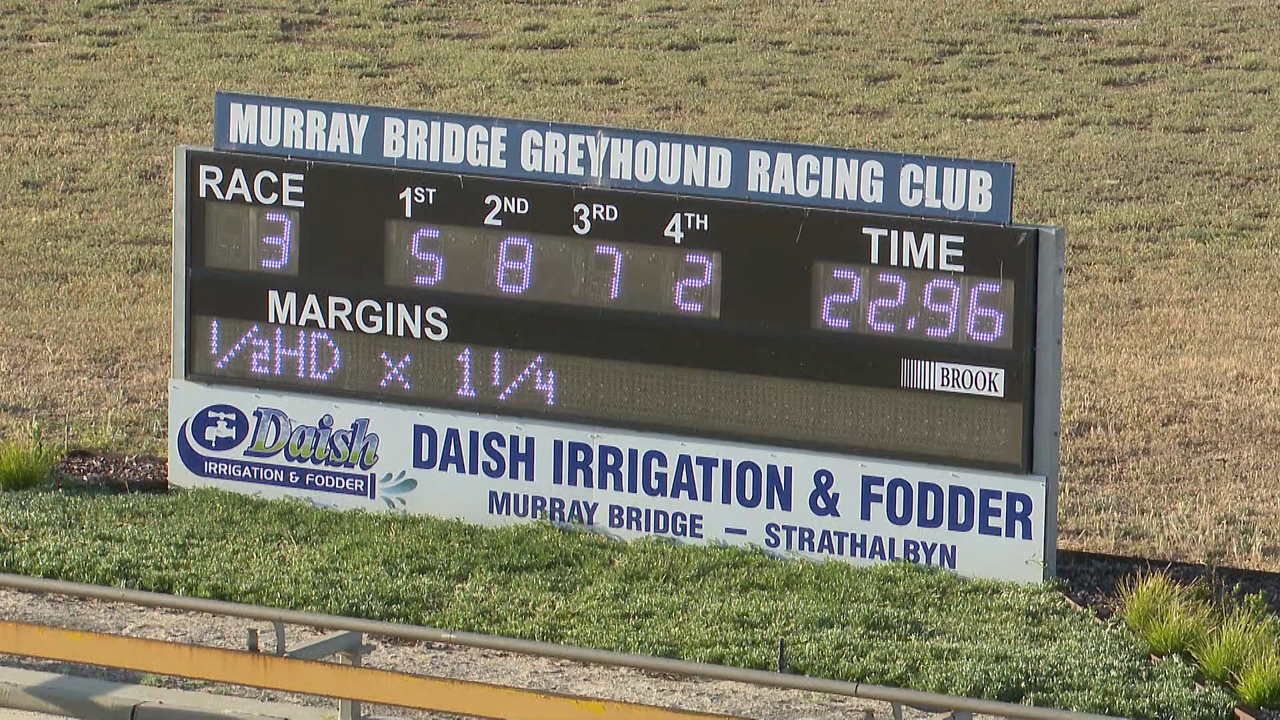 MURRAY BRIDGE GREYHOUND RACING CLUB
RACE 1ST 2ND 3RD 4TH TIME
3 5 8 7 2 22.96
MARGINS
1/2HD x 1 1/4
BROOK
Daish
IRRIGATION & FODDER
DAISH IRRIGATION & FODDER
MURRAY BRIDGE – STRATHALBYN